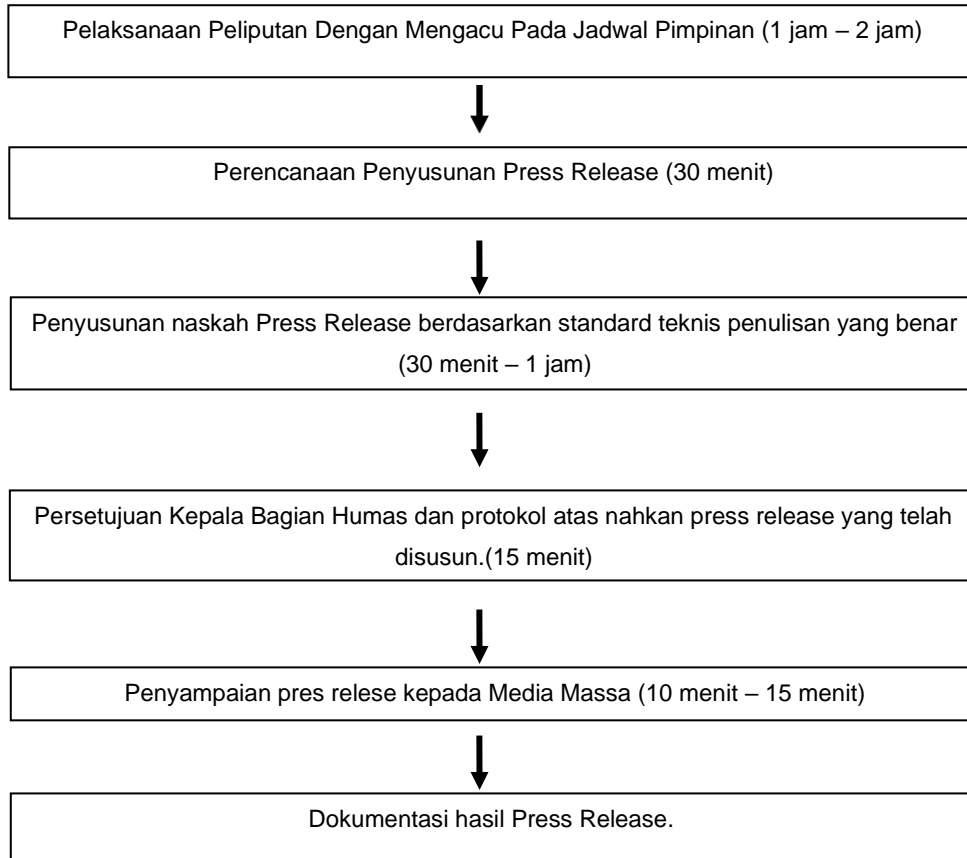 Pelaksanaan Peliputan Dengan Mengacu Pada Jadwal Pimpinan (1 jam – 2 jam)
Perencanaan Penyusunan Press Release (30 menit)
Penyusunan naskah Press Release berdasarkan standard teknis penulisan yang benar
(30 menit – 1 jam)
Persetujuan Kepala Bagian Humas dan protokol atas nahkan press release yang telah
disusun.(15 menit)
Penyampaian pres relese kepada Media Massa (10 menit – 15 menit)
Dokumentasi hasil Press Release.